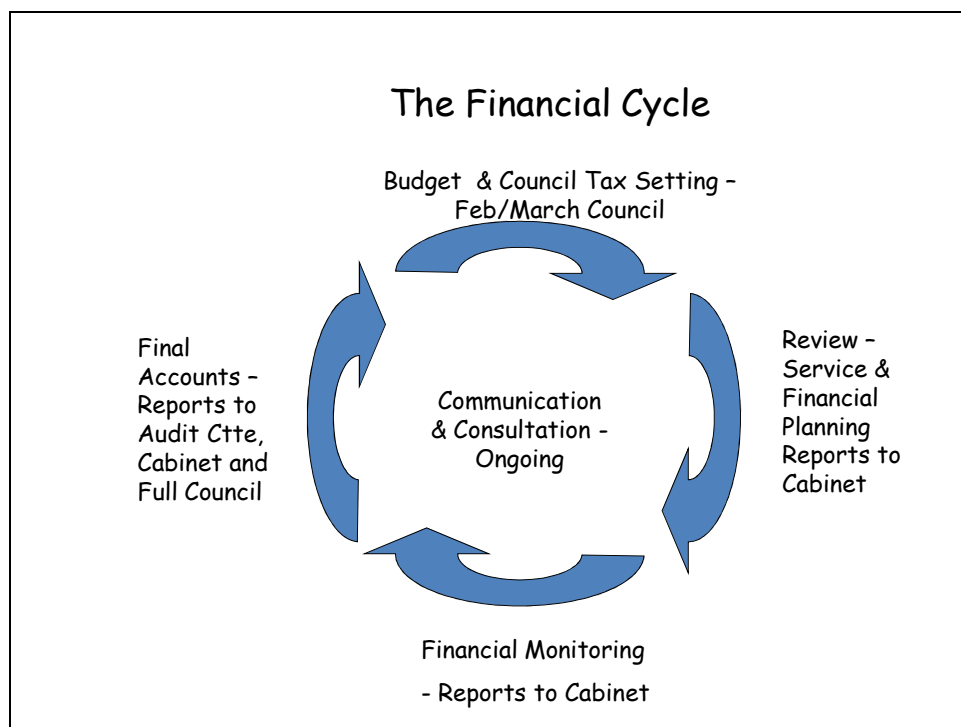 The Financial Cycle
Budget & Council Tax Setting –
Feb/March Council
Review –
Service &
Financial
Planning
Reports to
Cabinet
Financial Monitoring
- Reports to Cabinet
Final
Accounts –
Reports to
Audit Ctte,
Cabinet and
Full Council
Communication
& Consultation -
Ongoing